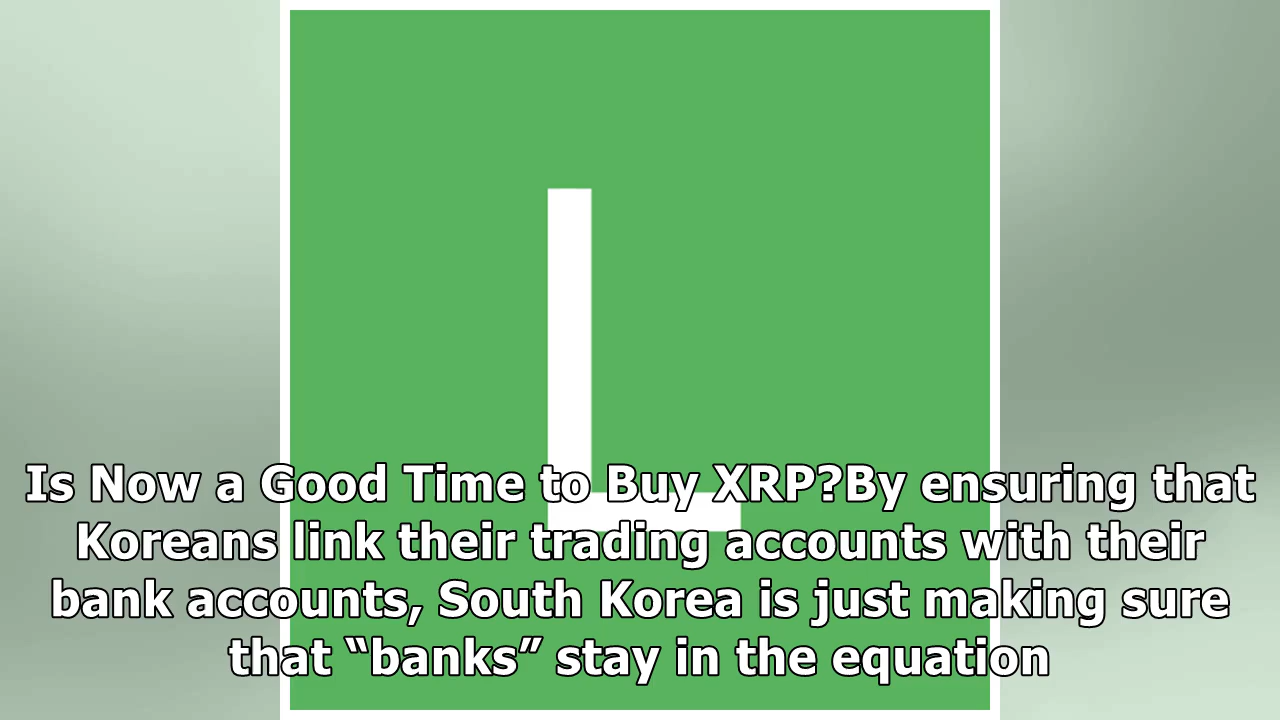 L
Is Now a Good Time to Buy XRP?By ensuring that
Koreans link their trading accounts with their
bank accounts, South Korea is just making sure
that “banks” stay in the equation